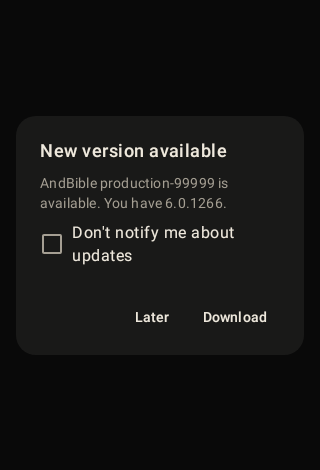 New version available
AndBible production-99999 is
available. You have 6.0.1266.
Don't notify me about
updates
Later Download